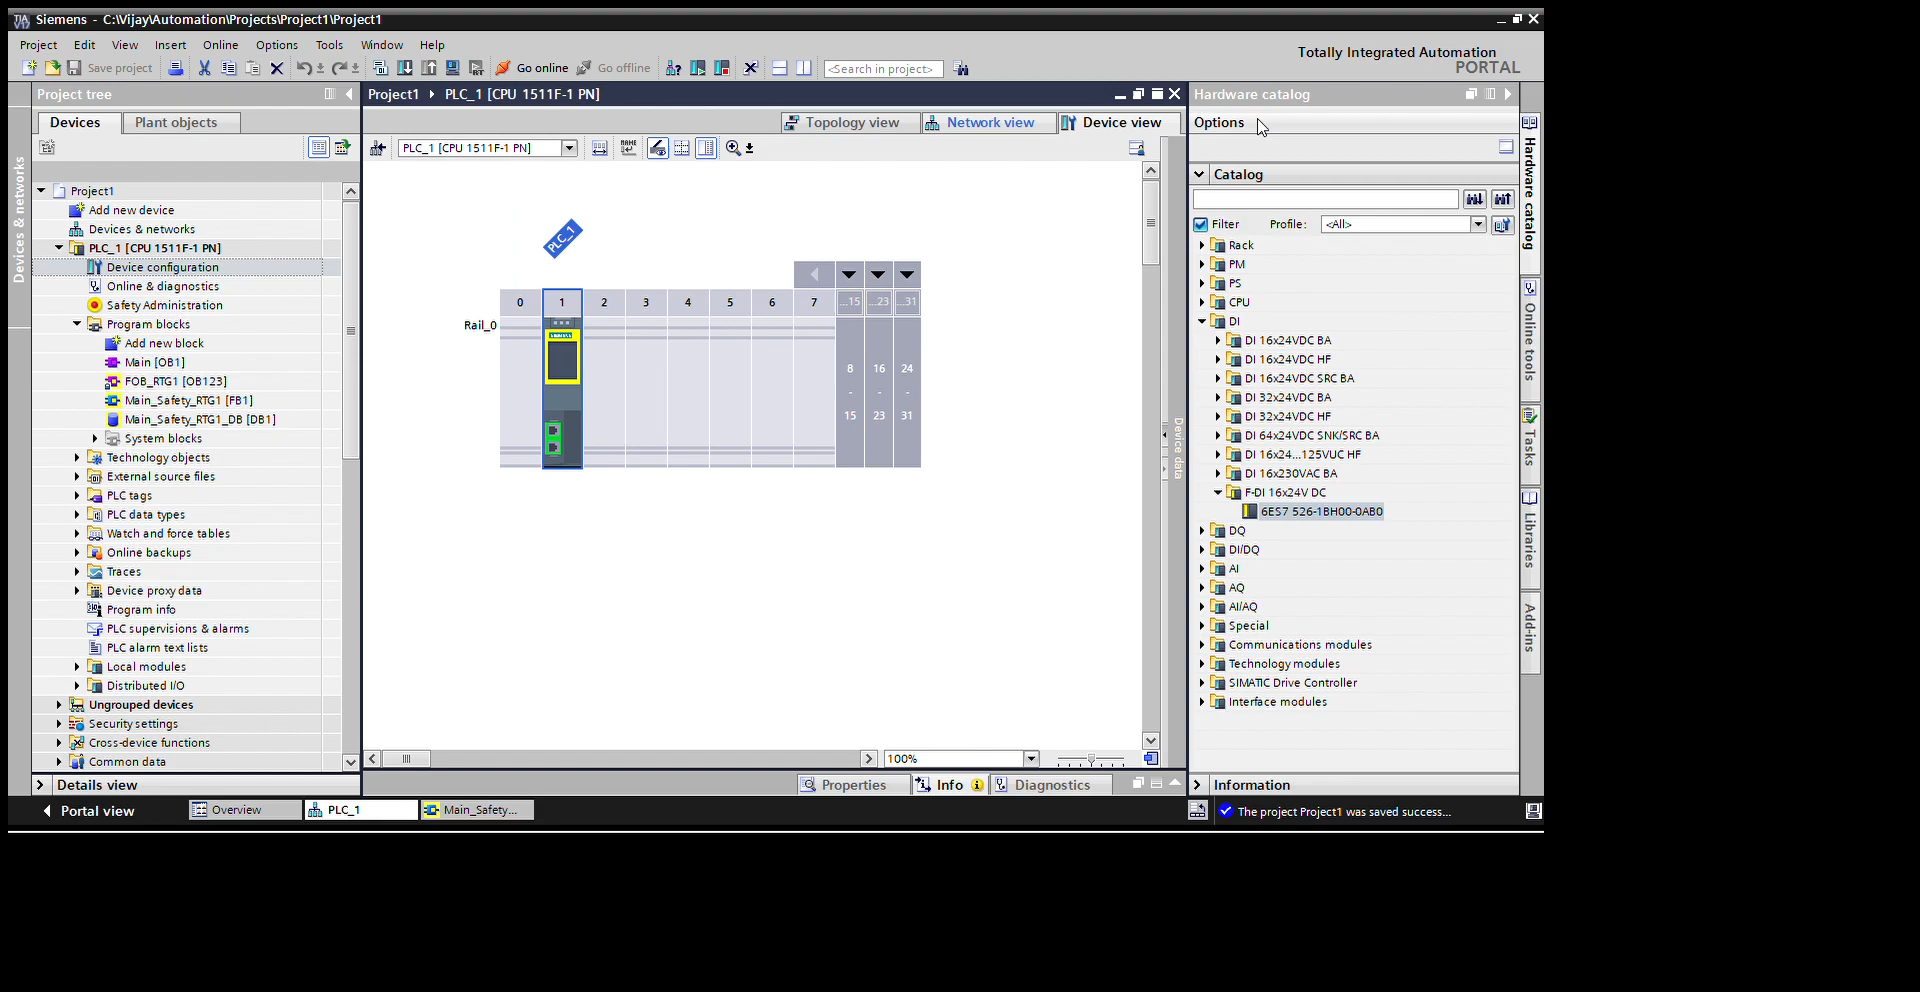 Siemens - C:\Vijay\Automation\Projects\Project1\Project1
Project Edit View Insert Online Options Tools Window Help
Totally Integrated Automation
PORTAL
Save project
Go online
Go offline
<Search in project>
Project tree
Project1 PLC_1 [CPU 1511F-1 PN]
Hardware catalog
Devices Plant objects
Topology view Network view Device view
Options
PLC_1 [CPU 1511F-1 PN]
Devices & networks
Project1
Add new device
Devices & networks
PLC_1 [CPU 1511F-1 PN]
Device configuration
Online & diagnostics
Safety Administration
Program blocks
Add new block
Main [OB1]
FOB_RTG1 [OB123]
Main_Safety_RTG1 [FB1]
Main_Safety_RTG1_DB [DB1]
System blocks
Technology objects
External source files
PLC tags
PLC data types
Watch and force tables
Online backups
Traces
Device proxy data
Program info
PLC supervisions & alarms
PLC alarm text lists
Local modules
Distributed I/O
Ungrouped devices
Security settings
Cross-device functions
Common data
Details view
PLC_1
0 1 2 3 4 5 6 7 ...15 ...23 ...31
Rail_0
8 16 24
- - -
15 23 31
Device data
100%
Properties Info Diagnostics
Catalog
Filter Profile: <All>
Rack
PM
PS
CPU
DI
DI 16x24VDC BA
DI 16x24VDC HF
DI 16x24VDC SRC BA
DI 32x24VDC BA
DI 32x24VDC HF
DI 64x24VDC SNK/SRC BA
DI 16x24...125VUC HF
DI 16x230VAC BA
F-DI 16x24V DC
6ES7 526-1BH00-0AB0
DQ
DI/DQ
AI
AQ
AI/AQ
Special
Communications modules
Technology modules
SIMATIC Drive Controller
Interface modules
Information
Hardware catalog
Online tools
Tasks
Libraries
Add-ins
Portal view
Overview
PLC_1
Main_Safety...
The project Project1 was saved success...